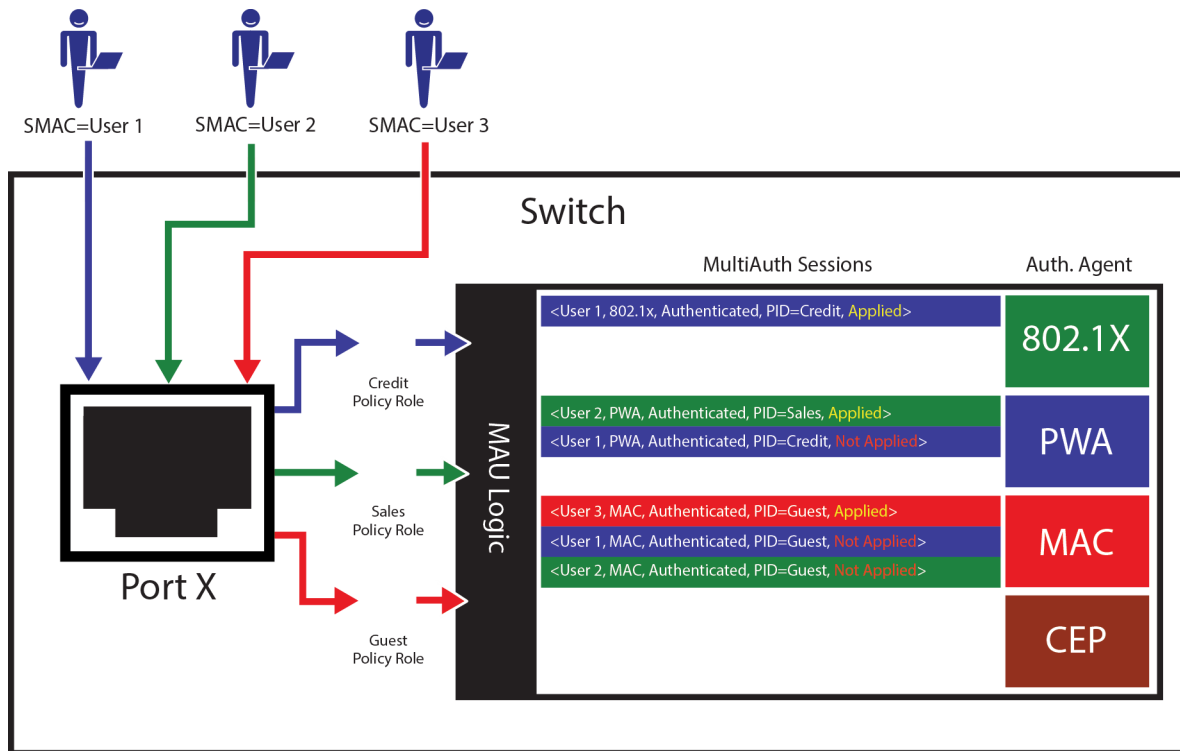 SMAC=User 1
SMAC=User 2
SMAC=User 3
Switch
MultiAuth Sessions
Auth. Agent
<User 1, 802.1x, Authenticated, PID=Credit, Applied>
802.1X
Credit
Policy Role
<User 2, PWA, Authenticated, PID=Sales, Applied>
<User 1, PWA, Authenticated, PID=Credit, Not Applied>
PWA
MAU Logic
Sales
Policy Role
<User 3, MAC, Authenticated, PID=Guest, Applied>
<User 1, MAC, Authenticated, PID=Guest, Not Applied>
<User 2, MAC, Authenticated, PID=Guest, Not Applied>
MAC
Port X
Guest
Policy Role
CEP